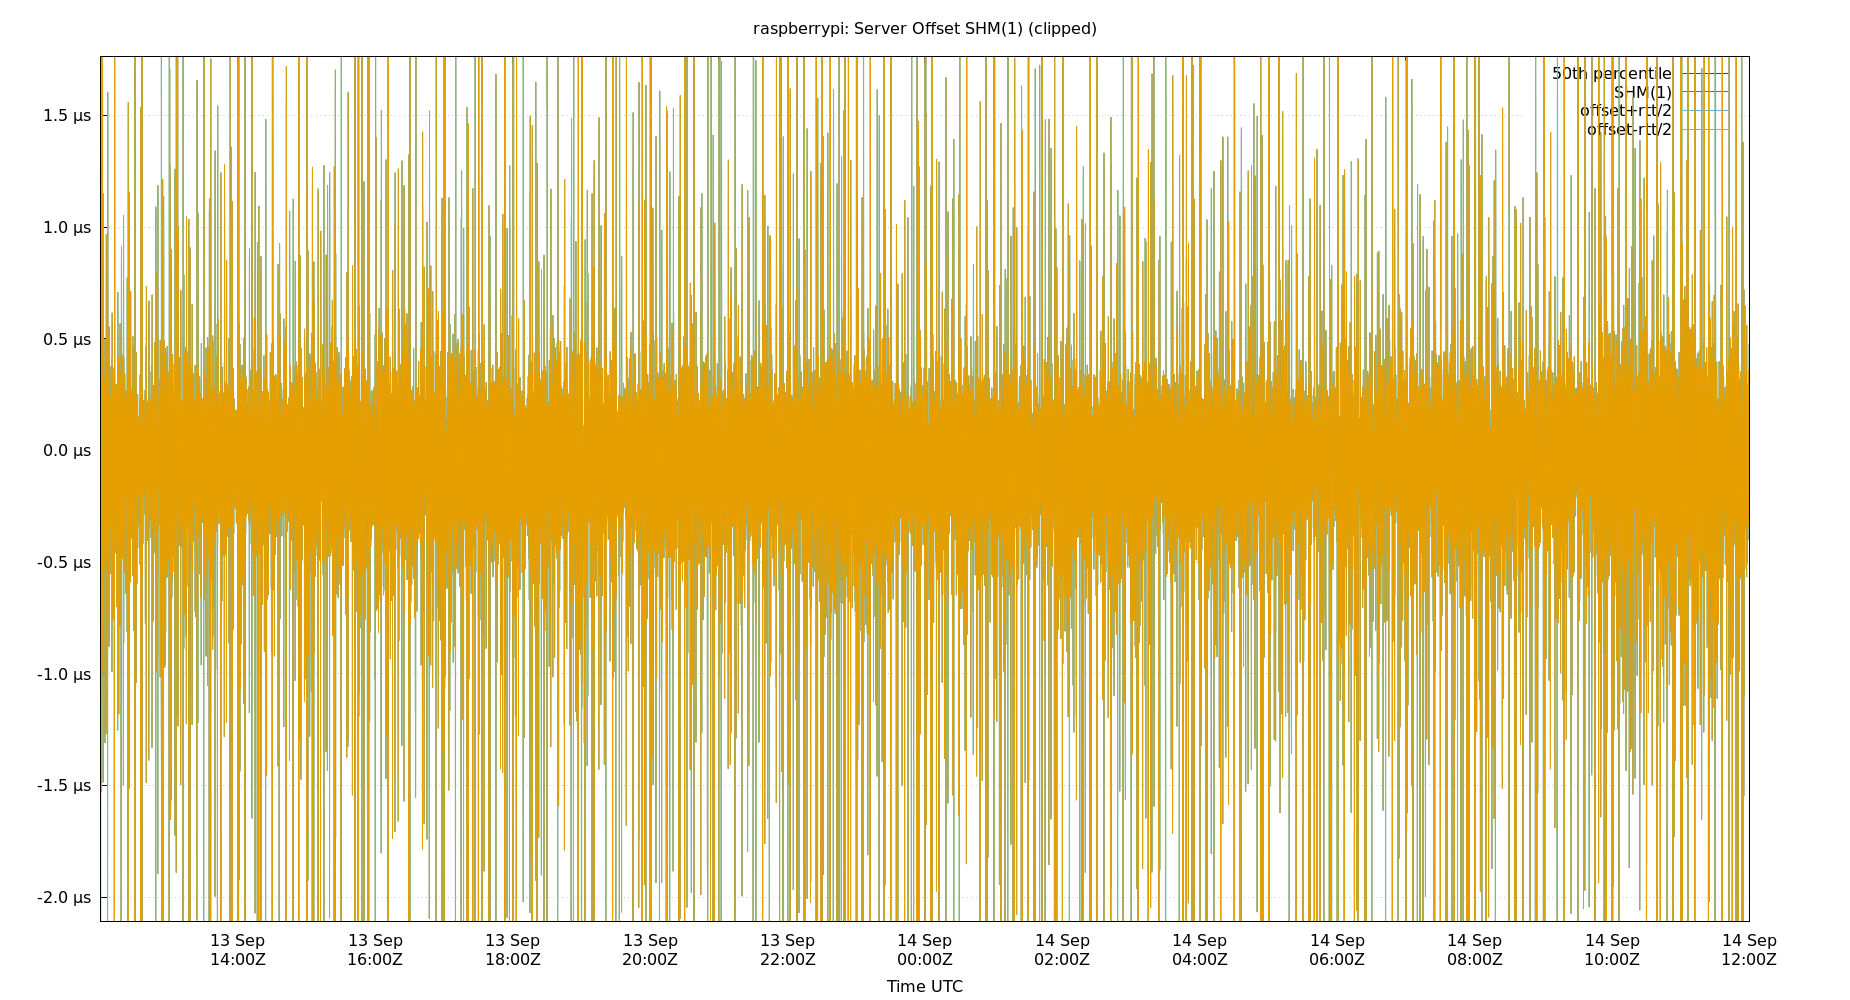 raspberrypi: Server Offset SHM(1) (clipped)
50th percentile
SHM(1)
offset+rtt/2
offset-rtt/2
1.5 µs
1.0 µs
0.5 µs
0.0 µs
-0.5 µs
-1.0 µs
-1.5 µs
-2.0 µs
13 Sep 13 Sep 13 Sep 13 Sep 13 Sep 14 Sep 14 Sep 14 Sep 14 Sep 14 Sep 14 Sep 14 Sep
14:00Z 16:00Z 18:00Z 20:00Z 22:00Z 00:00Z 02:00Z 04:00Z 06:00Z 08:00Z 10:00Z 12:00Z
Time UTC